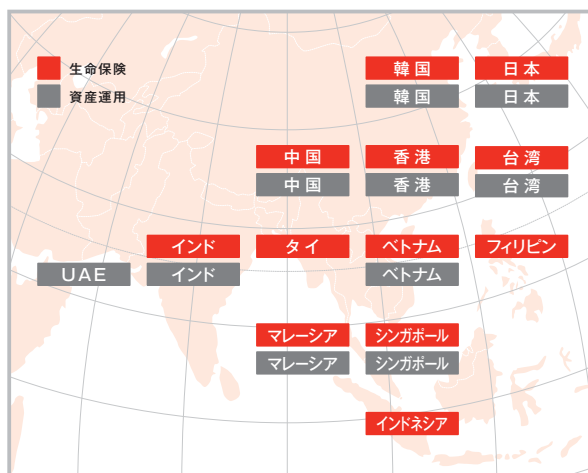 生命保険
資産運用
韓国
日本
韓国
日本
中国
香港
台湾
中国
香港
台湾
インド
タイ
ベトナム
フィリピン
UAE
インド
ベトナム
マレーシア
シンガポール
マレーシア
シンガポール
インドネシア